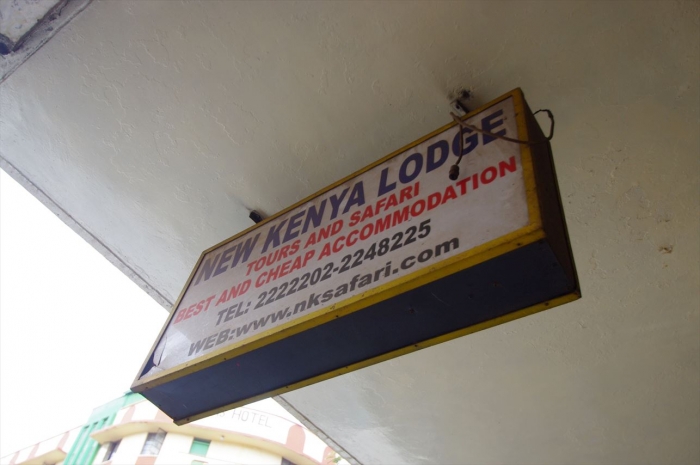 NEW KENYA LODGE
TOURS AND SAFARI
BEST AND CHEAP ACCOMMODATION
TEL: 2222202-2248225
WEB:www.nksafari.com
HOTEL